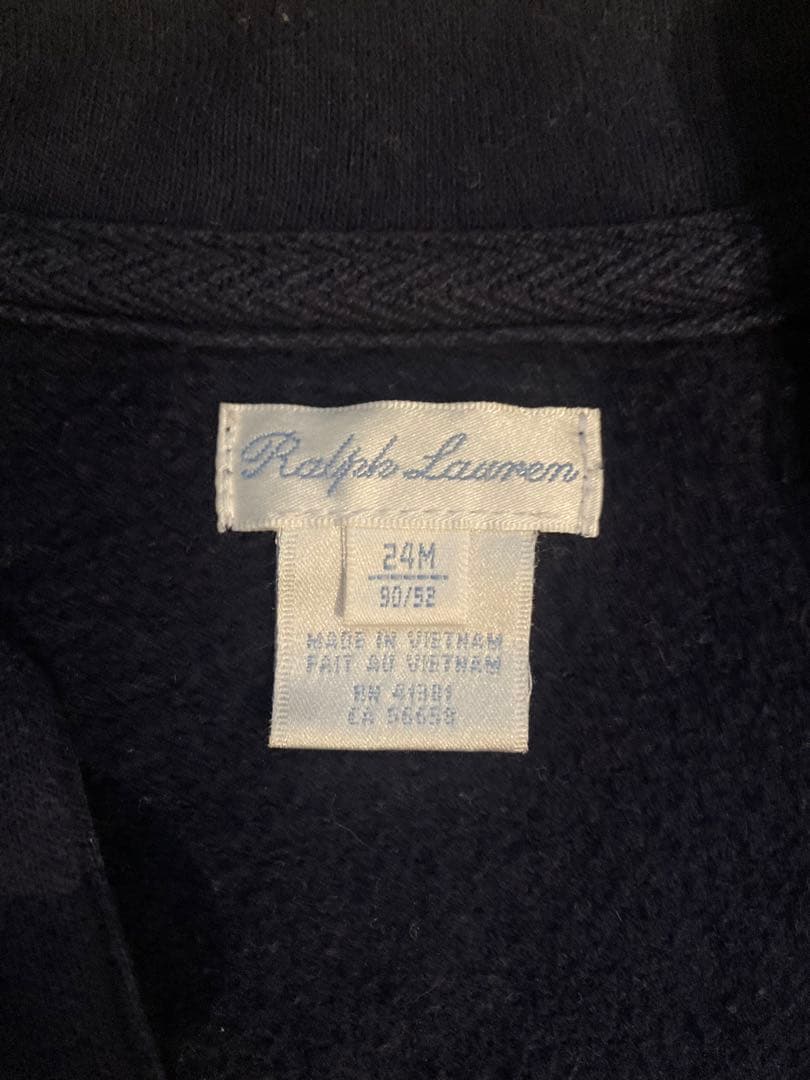 Ralph Lauren
24M
90/52
MADE IN VIETNAM
FAIT AU VIETNAM
RN 41381
CA 56658